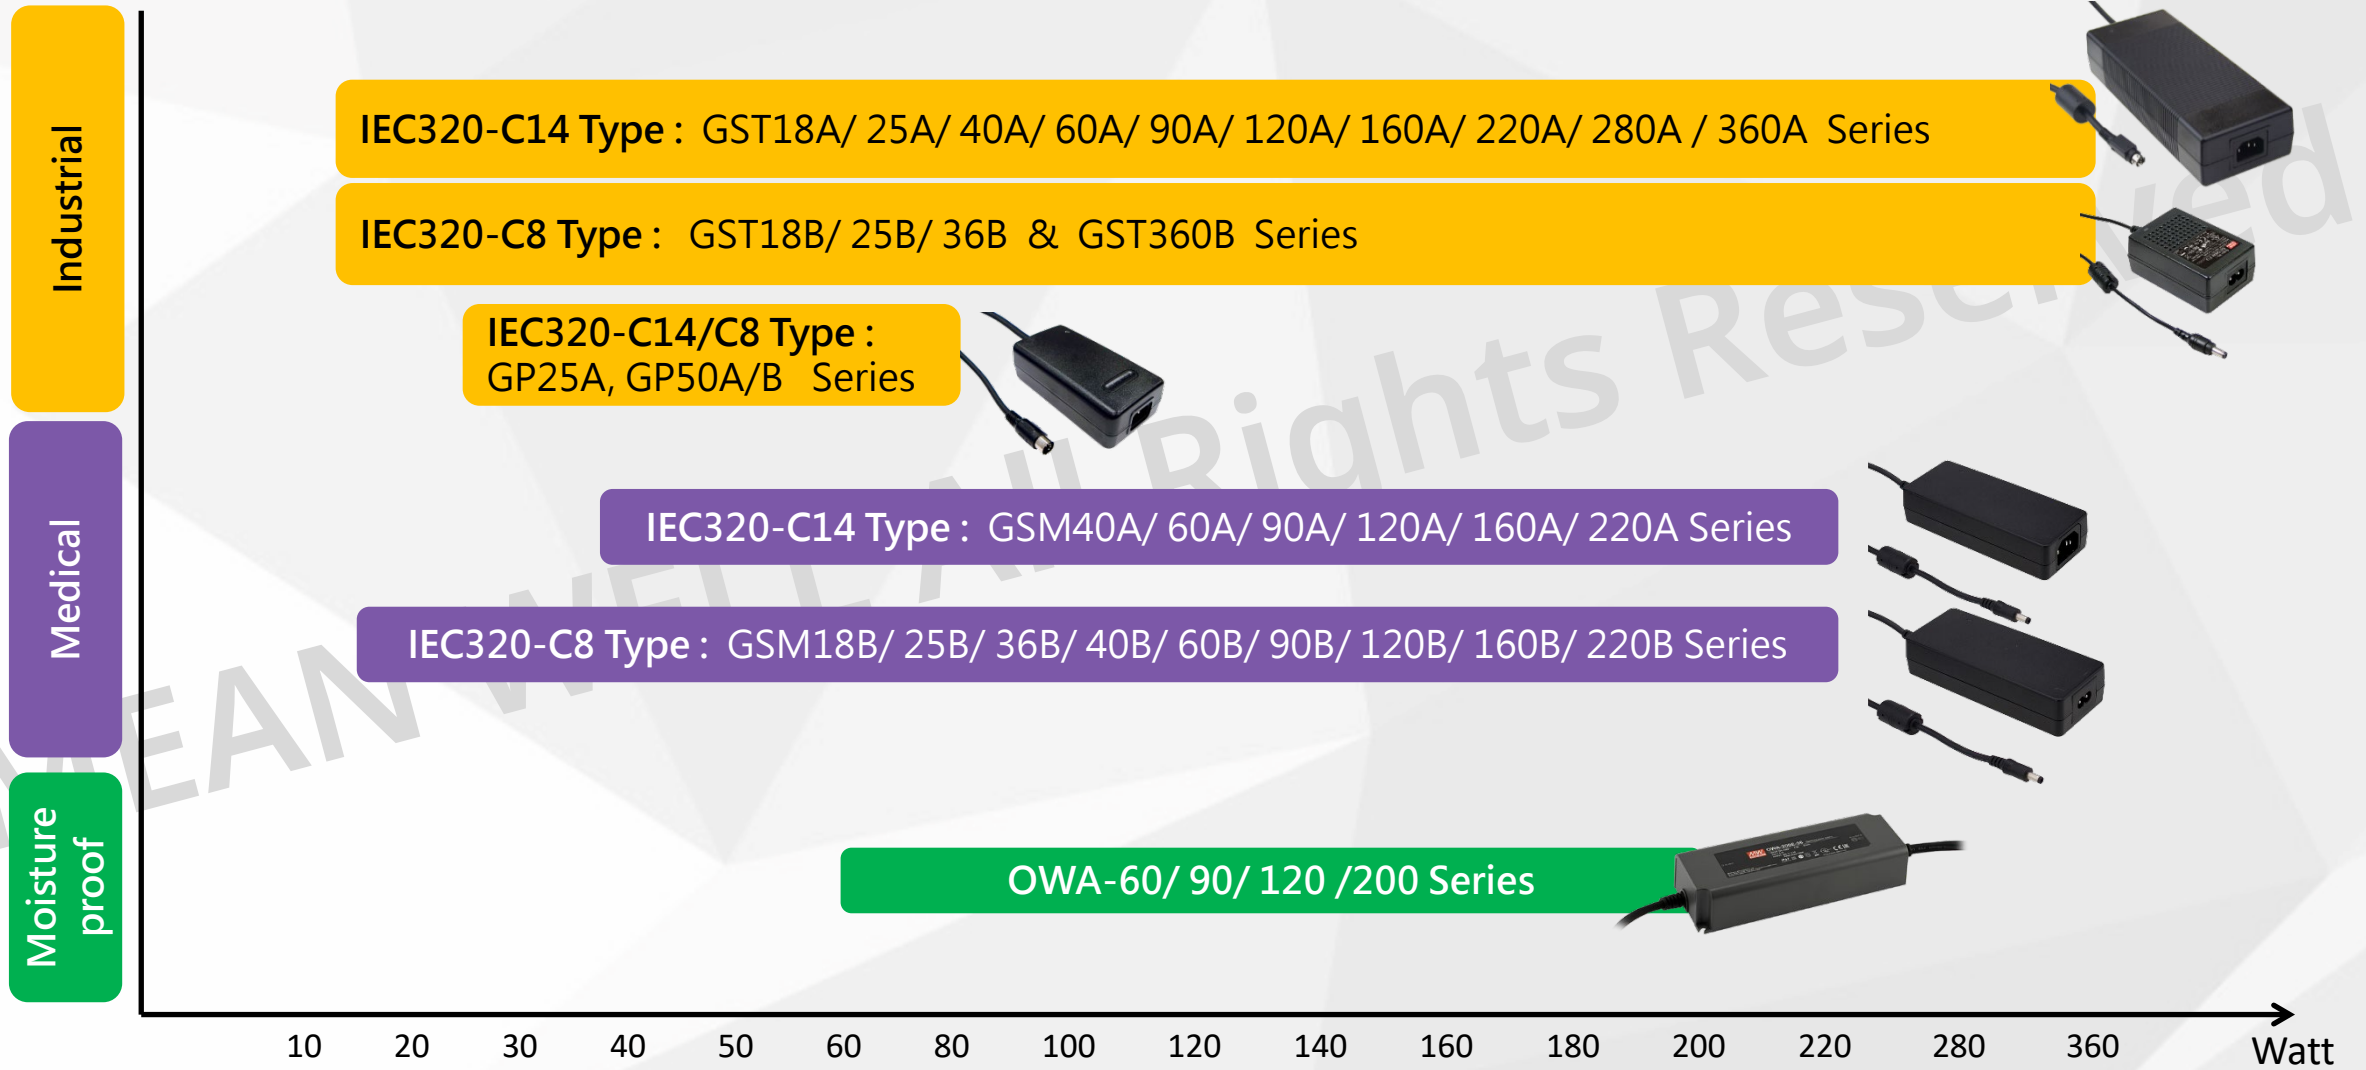 Industrial
IEC320-C14 Type : GST18A/ 25A/ 40A/ 60A/ 90A/ 120A/ 160A/ 220A/ 280A / 360A Series
IEC320-C8 Type : GST18B/ 25B/ 36B & GST360B Series
IEC320-C14/C8 Type :
GP25A, GP50A/B Series
Medical
IEC320-C14 Type : GSM40A/ 60A/ 90A/ 120A/ 160A/ 220A Series
IEC320-C8 Type : GSM18B/ 25B/ 36B/ 40B/ 60B/ 90B/ 120B/ 160B/ 220B Series
Moisture
proof
OWA-60/ 90/ 120 /200 Series
10 20 30 40 50 60 80 100 120 140 160 180 200 220 280 360 Watt
MEAN WELL All Rights Reserved